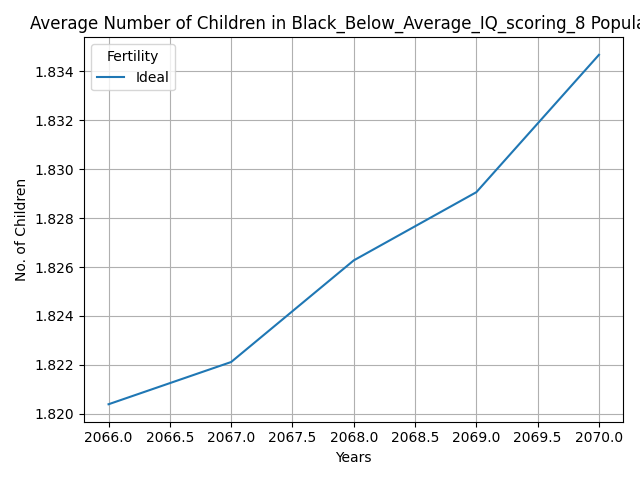 Average Number of Children in Black_Below_Average_IQ_scoring_8 Popula
Fertility
Ideal
1.834
1.832
1.830
1.828
1.826
1.824
1.822
1.820
No. of Children
2066.0 2066.5 2067.0 2067.5 2068.0 2068.5 2069.0 2069.5 2070.0
Years